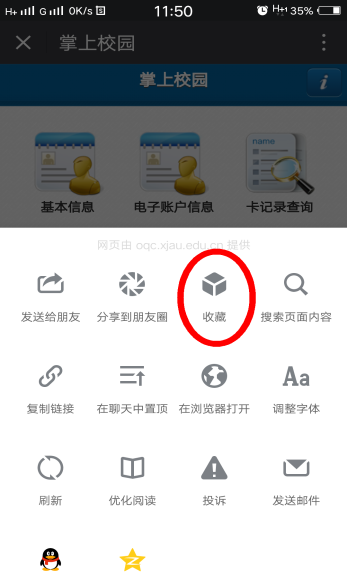 H+ G 0K/S 11:50 H+1 35%
掌上校园
掌上校园
i
name
基本信息 电子账户信息 卡记录查询
网页由 oqc.xjau.edu.cn 提供
发送给朋友 分享到朋友圈 收藏 搜索页面内容
Aa
复制链接 在聊天中置顶 在浏览器打开 调整字体
刷新 优化阅读 投诉 发送邮件